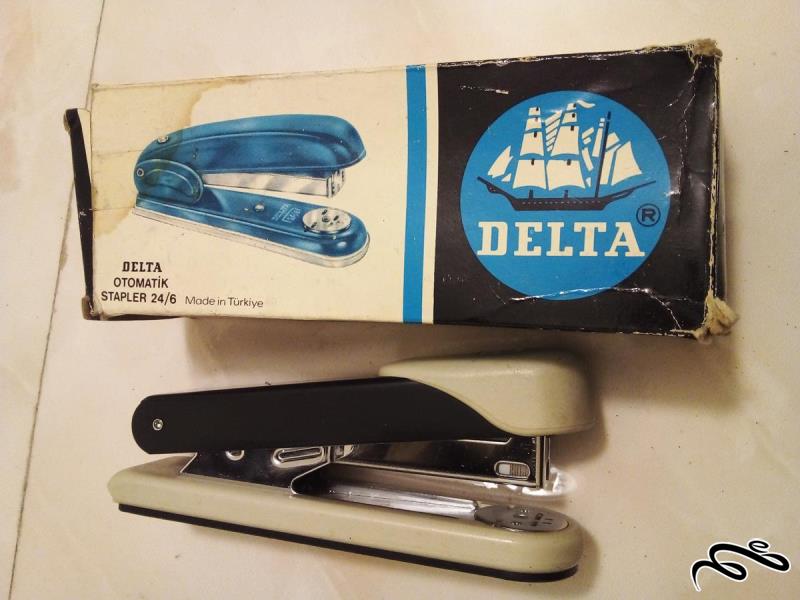 DELTA
OTOMATİK
STAPLER 24/6 Made in Türkiye
DELTA ®